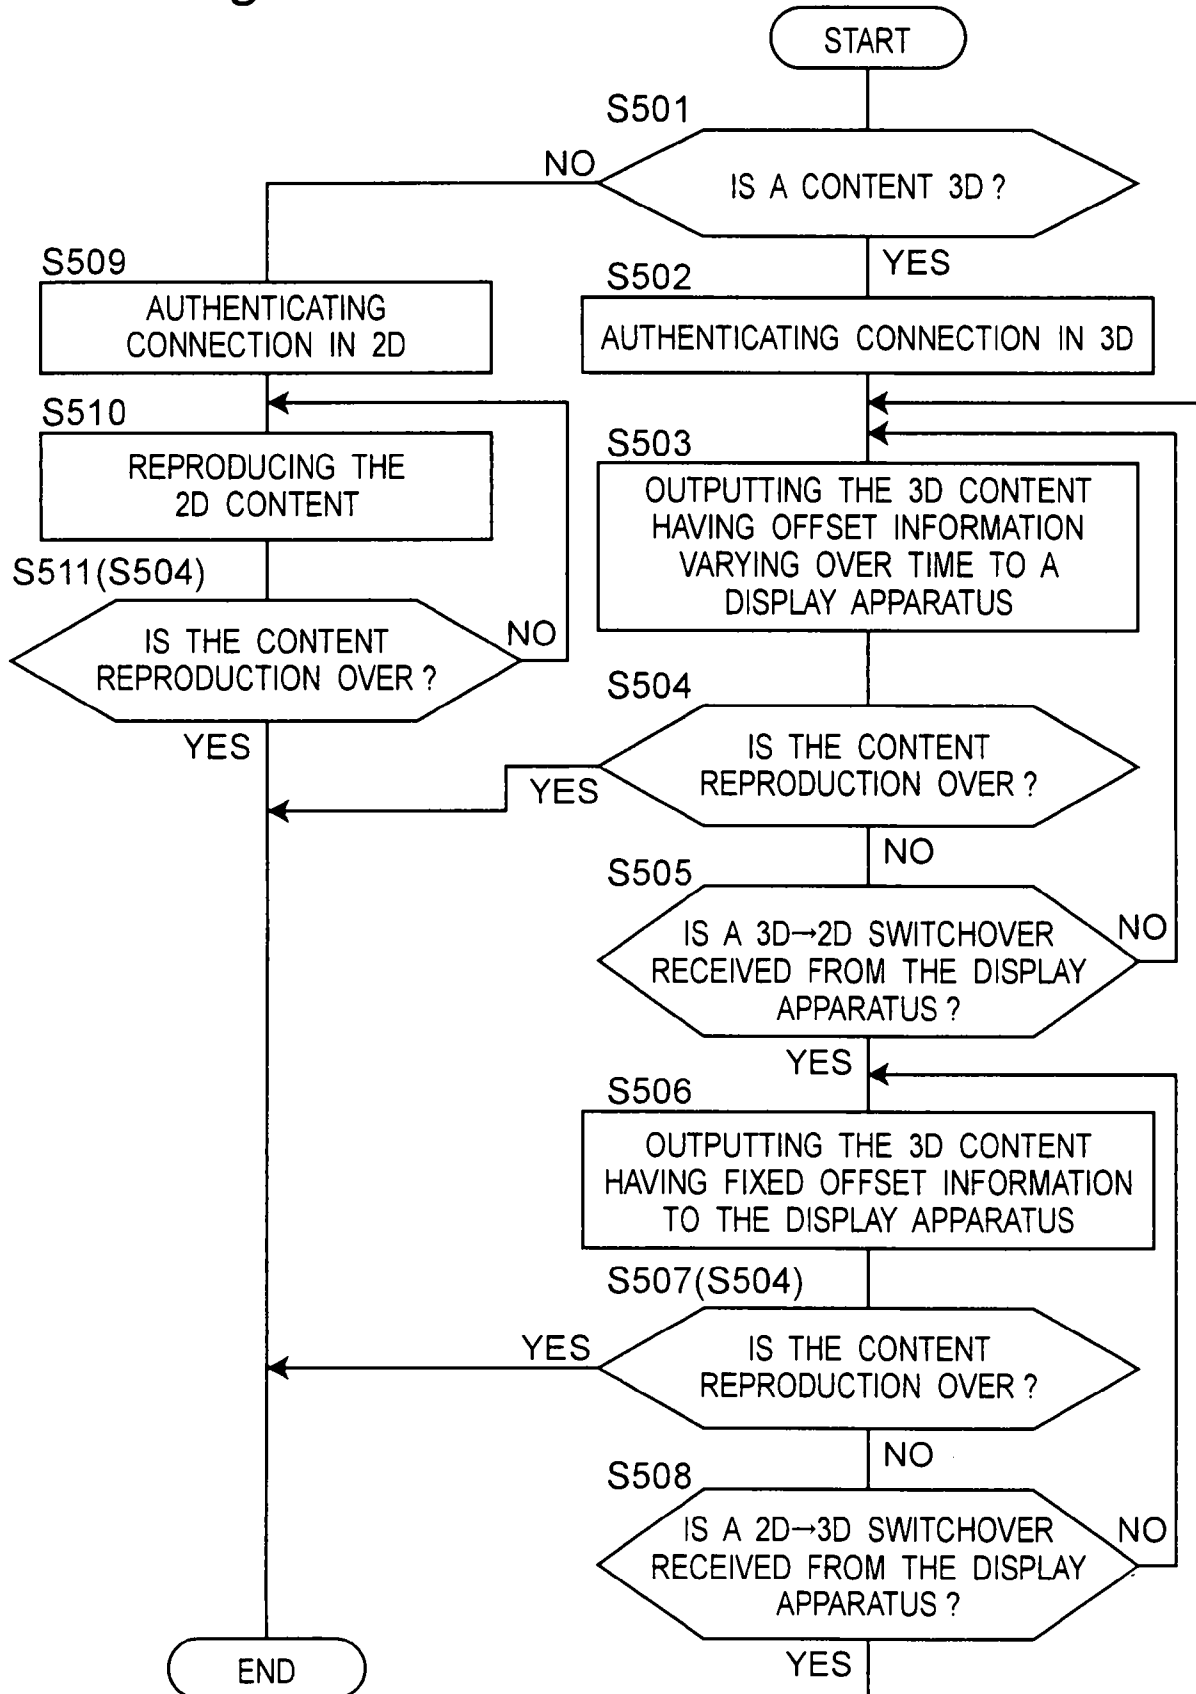 START
S501
NO
IS A CONTENT 3D?
YES
S509
AUTHENTICATING
CONNECTION IN 2D
S502
AUTHENTICATING CONNECTION IN 3D
S510
REPRODUCING THE
2D CONTENT
S503
OUTPUTTING THE 3D CONTENT
HAVING OFFSET INFORMATION
VARYING OVER TIME TO A
DISPLAY APPARATUS
S511(S504)
IS THE CONTENT
REPRODUCTION OVER?
NO
YES
S504
IS THE CONTENT
REPRODUCTION OVER?
YES
NO
S505
IS A 3D→2D SWITCHOVER
RECEIVED FROM THE DISPLAY
APPARATUS?
NO
YES
S506
OUTPUTTING THE 3D CONTENT
HAVING FIXED OFFSET INFORMATION
TO THE DISPLAY APPARATUS
S507(S504)
YES
IS THE CONTENT
REPRODUCTION OVER?
NO
S508
IS A 2D→3D SWITCHOVER
RECEIVED FROM THE DISPLAY
APPARATUS?
NO
YES
END